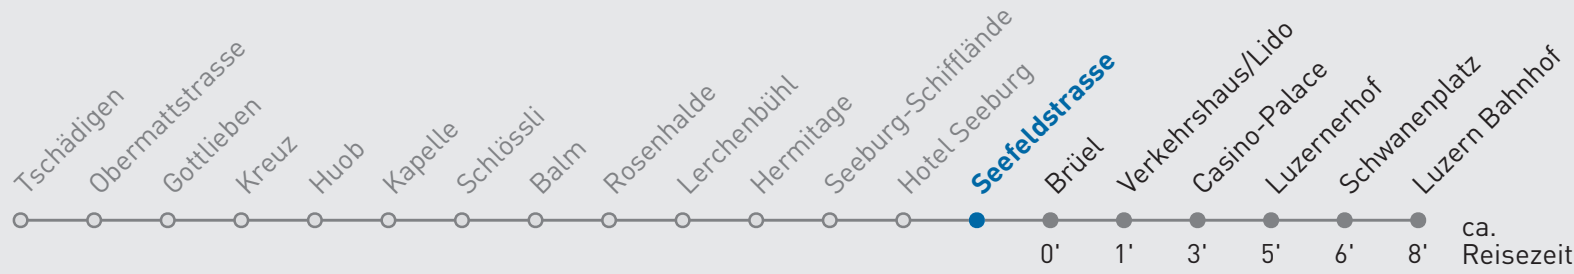 Tschädigen
Obermattstrasse
Gottlieben
Kreuz
Huob
Kapelle
Schlössli
Balm
Rosenhalde
Lerchenbühl
Hermitage
Seeburg-Schifflände
Hotel Seeburg
Seefeldstrasse
Brüel
Verkehrshaus/Lido
Casino-Palace
Luzernerhof
Schwanenplatz
Luzern Bahnhof
0' 1' 3' 5' 6' 8'
ca.
Reisezeit